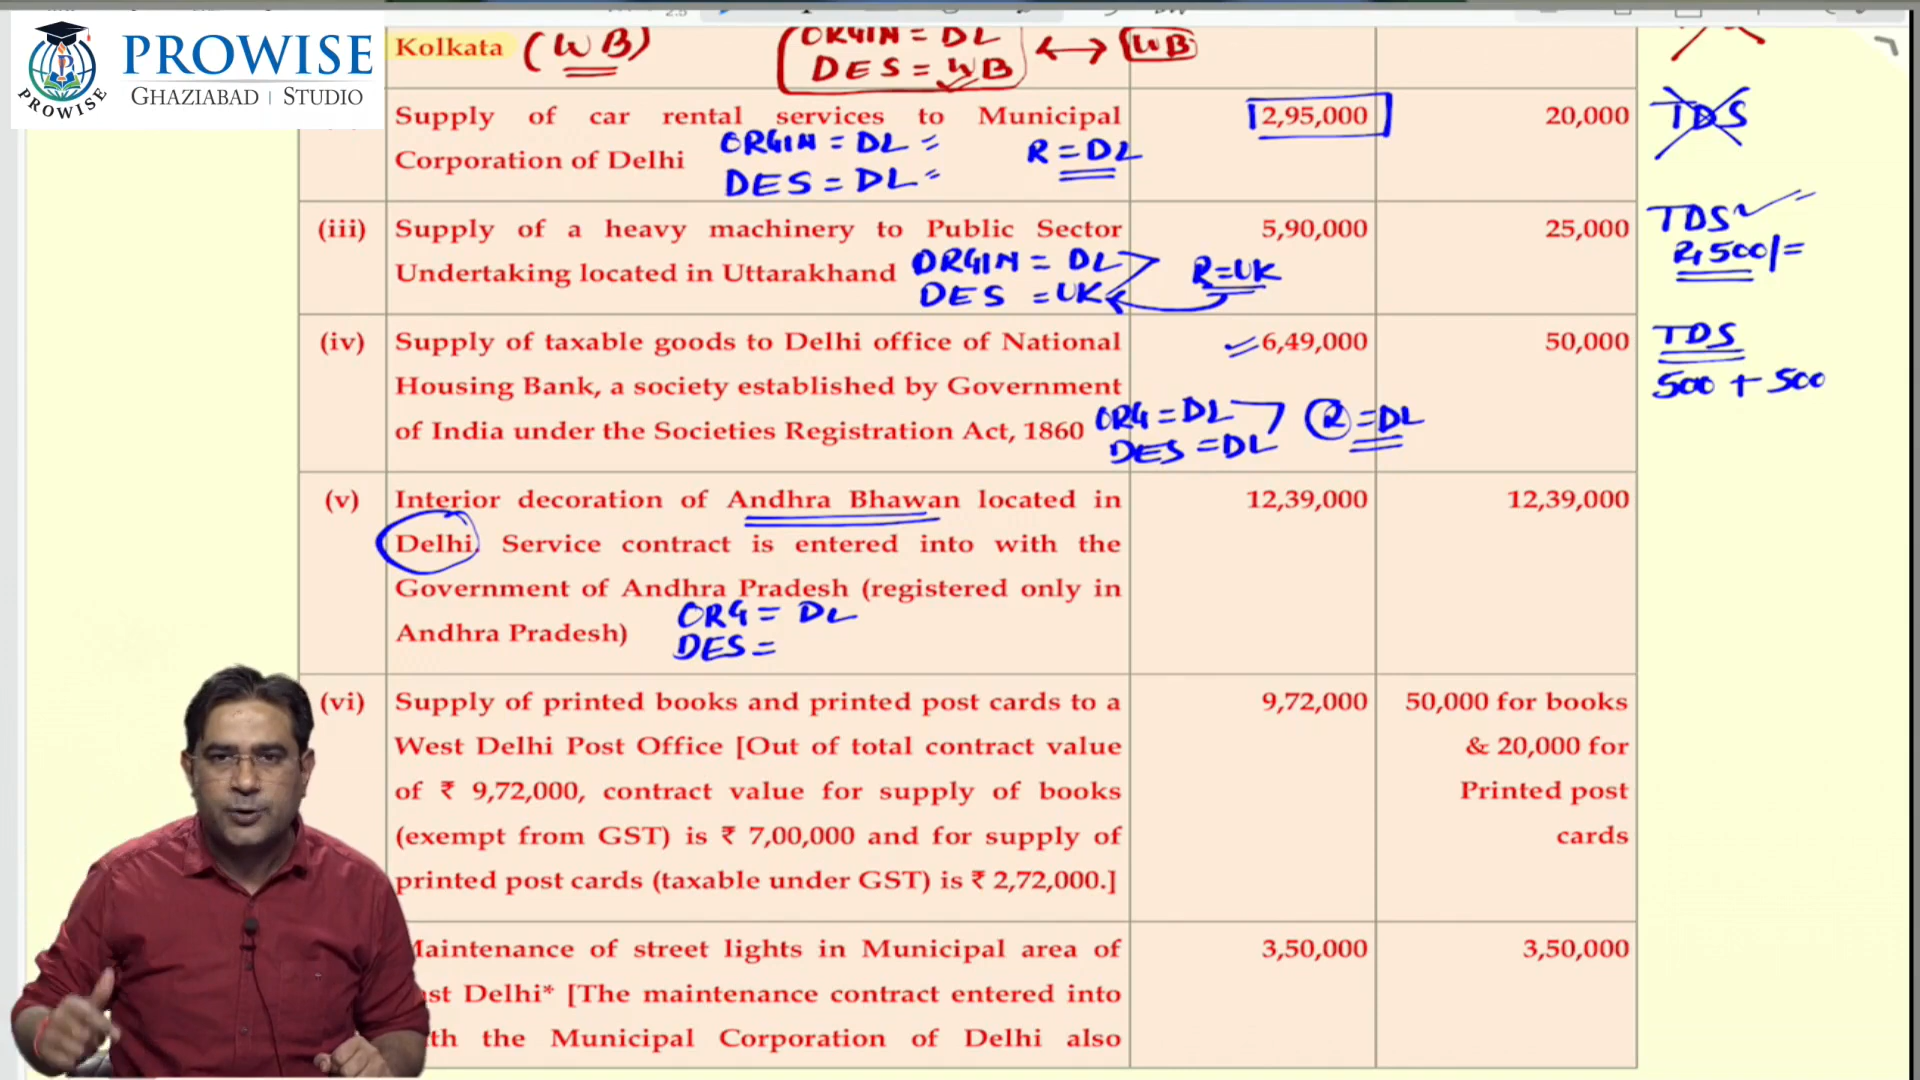 PROWISE
GHAZIABAD | STUDIO
PROWISE
Kolkata (WB)
ORGIN = DL
DES = WB
WB
Supply of car rental services to Municipal
Corporation of Delhi
ORGIN = DL =
DES = DL =
R = DL
2,95,000
20,000
TDS
(iii)
Supply of a heavy machinery to Public Sector
Undertaking located in Uttarakhand
ORGIN = DL
DES = UK
R=UK
5,90,000
25,000
TDS
2,500/=
(iv)
Supply of taxable goods to Delhi office of National
Housing Bank, a society established by Government
of India under the Societies Registration Act, 1860
ORG = DL
DES = DL
R = DL
6,49,000
50,000
TDS
500 + 500
(v)
Interior decoration of Andhra Bhawan located in
Delhi. Service contract is entered into with the
Government of Andhra Pradesh (registered only in
Andhra Pradesh)
ORG = DL
DES =
12,39,000
12,39,000
(vi)
Supply of printed books and printed post cards to a
West Delhi Post Office [Out of total contract value
of ₹ 9,72,000, contract value for supply of books
(exempt from GST) is ₹ 7,00,000 and for supply of
printed post cards (taxable under GST) is ₹ 2,72,000.]
9,72,000
50,000 for books
& 20,000 for
Printed post
cards
Maintenance of street lights in Municipal area of
Delhi* [The maintenance contract entered into
the Municipal Corporation of Delhi also
3,50,000
3,50,000